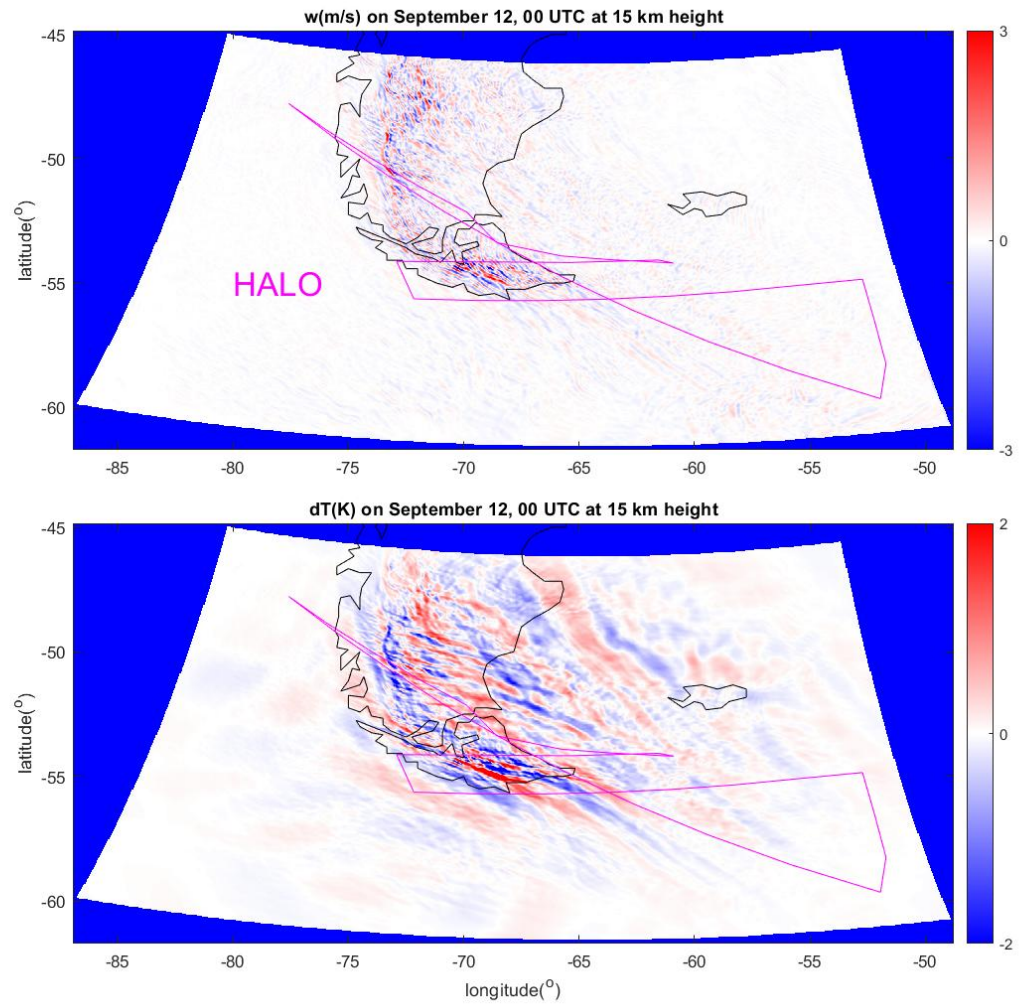 w(m/s) on September 12, 00 UTC at 15 km height
-45
-50
-55
-60
latitude(o)
HALO
-85 -80 -75 -70 -65 -60 -55 -50
3
0
-3
dT(K) on September 12, 00 UTC at 15 km height
-45
-50
-55
-60
latitude(o)
-85 -80 -75 -70 -65 -60 -55 -50
longitude(o)
2
0
-2